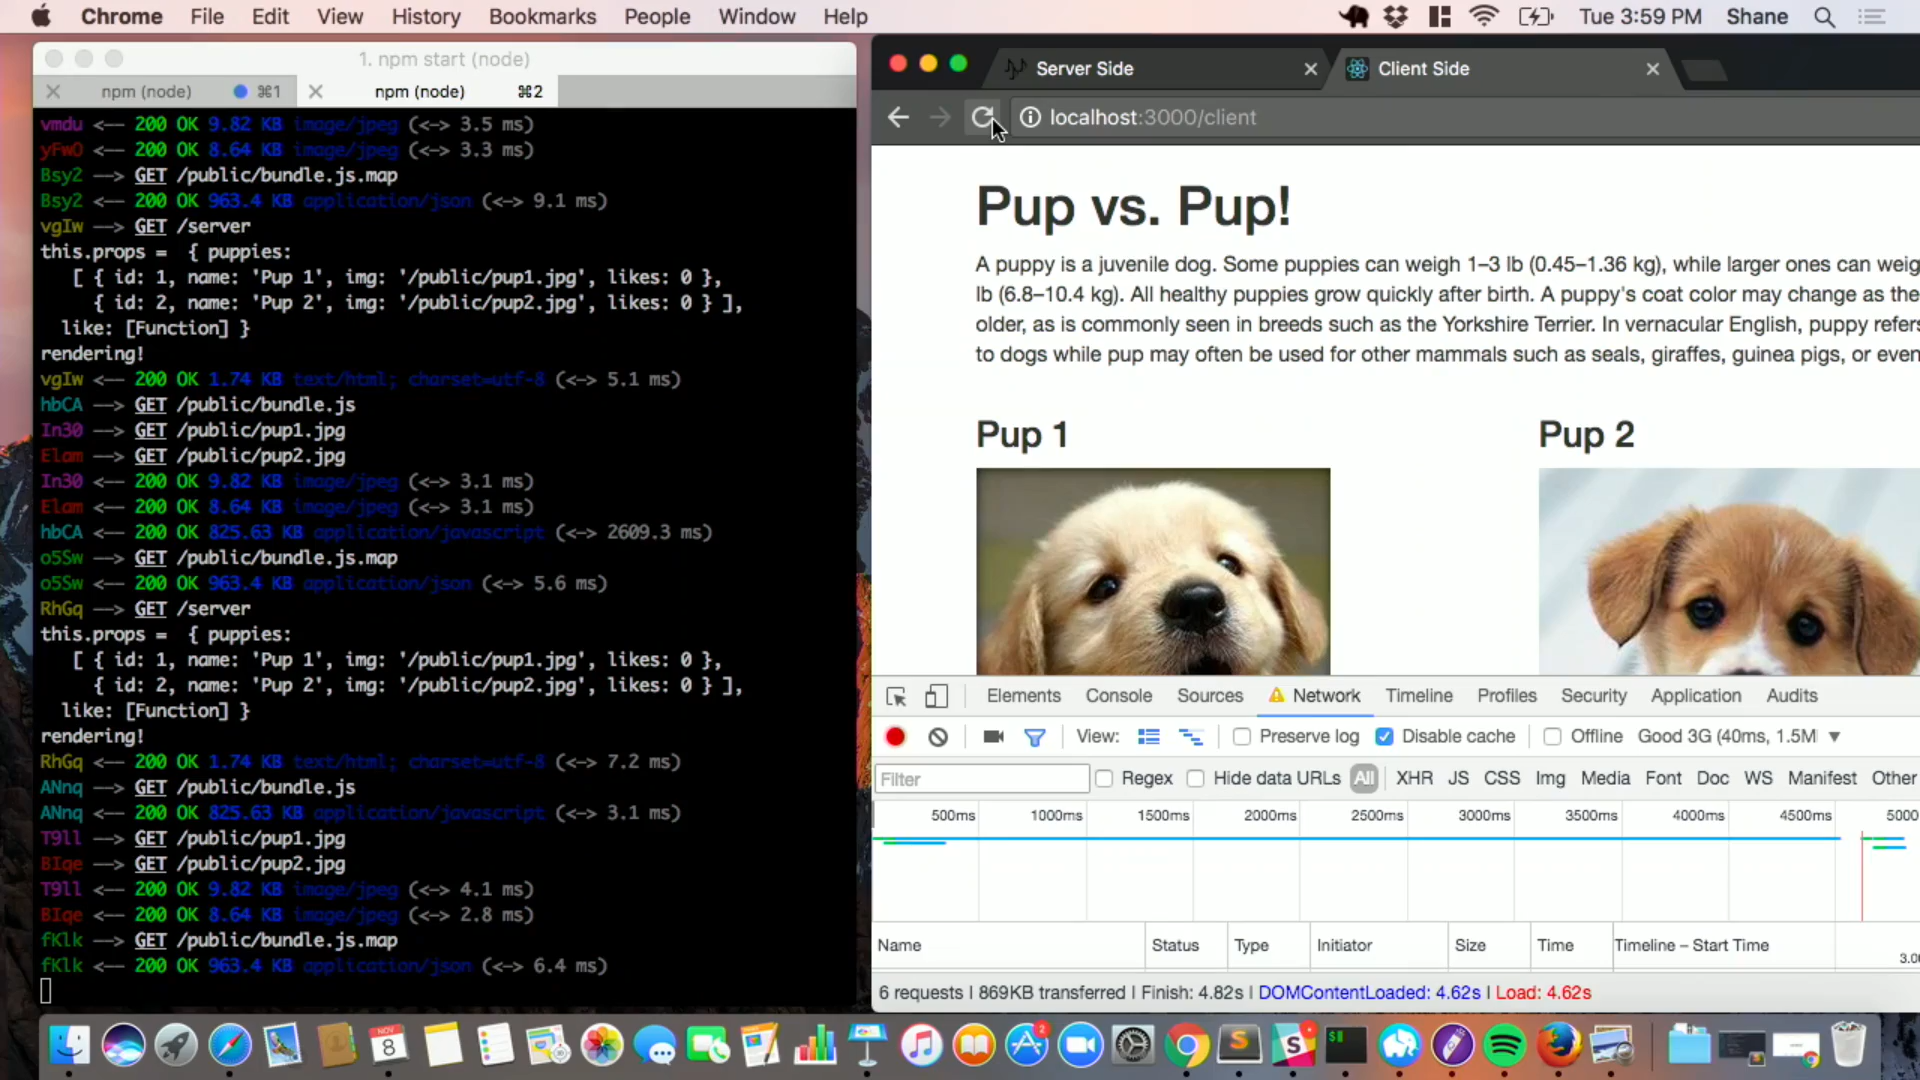 Chrome File Edit View History Bookmarks People Window Help Tue 3:59 PM Shane
1. npm start (node)
npm (node) ⌘1 npm (node) ⌘2
vmdu <-- 200 OK 9.82 KB image/jpeg (<-> 3.5 ms)
yFwO <-- 200 OK 8.64 KB image/jpeg (<-> 3.3 ms)
Bsy2 --> GET /public/bundle.js.map
Bsy2 <-- 200 OK 963.4 KB application/json (<-> 9.1 ms)
vgIw --> GET /server
this.props =  { puppies:
[ { id: 1, name: 'Pup 1', img: '/public/pup1.jpg', likes: 0 },
{ id: 2, name: 'Pup 2', img: '/public/pup2.jpg', likes: 0 } ],
like: [Function] }
rendering!
vgIw <-- 200 OK 1.74 KB text/html; charset=utf-8 (<-> 5.1 ms)
hbCA --> GET /public/bundle.js
In30 --> GET /public/pup1.jpg
Elam --> GET /public/pup2.jpg
In30 <-- 200 OK 9.82 KB image/jpeg (<-> 3.1 ms)
Elam <-- 200 OK 8.64 KB image/jpeg (<-> 3.1 ms)
hbCA <-- 200 OK 825.63 KB application/javascript (<-> 2609.3 ms)
o5Sw --> GET /public/bundle.js.map
o5Sw <-- 200 OK 963.4 KB application/json (<-> 5.6 ms)
RhGq --> GET /server
this.props =  { puppies:
[ { id: 1, name: 'Pup 1', img: '/public/pup1.jpg', likes: 0 },
{ id: 2, name: 'Pup 2', img: '/public/pup2.jpg', likes: 0 } ],
like: [Function] }
rendering!
RhGq <-- 200 OK 1.74 KB text/html; charset=utf-8 (<-> 7.2 ms)
ANnq --> GET /public/bundle.js
ANnq <-- 200 OK 825.63 KB application/javascript (<-> 3.1 ms)
T9ll --> GET /public/pup1.jpg
BIqe --> GET /public/pup2.jpg
T9ll <-- 200 OK 9.82 KB image/jpeg (<-> 4.1 ms)
BIqe <-- 200 OK 8.64 KB image/jpeg (<-> 2.8 ms)
fKlk --> GET /public/bundle.js.map
fKlk <-- 200 OK 963.4 KB application/json (<-> 6.4 ms)
Server Side Client Side
localhost:3000/client
Pup vs. Pup!
A puppy is a juvenile dog. Some puppies can weigh 1–3 lb (0.45–1.36 kg), while larger ones can weig
lb (6.8–10.4 kg). All healthy puppies grow quickly after birth. A puppy's coat color may change as the
older, as is commonly seen in breeds such as the Yorkshire Terrier. In vernacular English, puppy refers
to dogs while pup may often be used for other mammals such as seals, giraffes, guinea pigs, or even
Pup 1 Pup 2
Elements Console Sources Network Timeline Profiles Security Application Audits
View: Preserve log Disable cache Offline Good 3G (40ms, 1.5M
Filter Regex Hide data URLs All XHR JS CSS Img Media Font Doc WS Manifest Other
500ms 1000ms 1500ms 2000ms 2500ms 3000ms 3500ms 4000ms 4500ms 5000
Name Status Type Initiator Size Time Timeline – Start Time
3.00
6 requests | 869KB transferred | Finish: 4.82s | DOMContentLoaded: 4.62s | Load: 4.62s
NOV
8
2